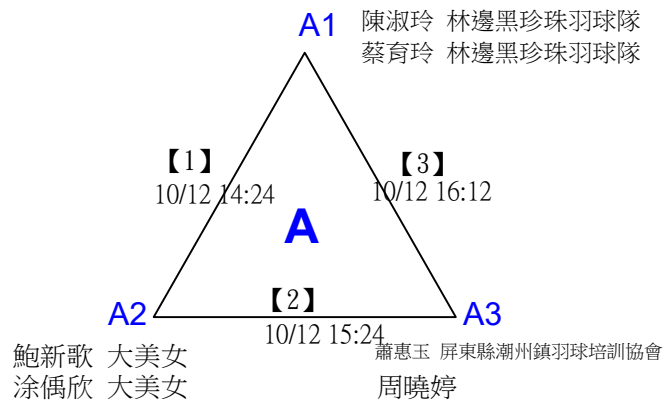 A1
陳淑玲 林邊黑珍珠羽球隊
蔡育玲 林邊黑珍珠羽球隊
【1】
10/12 14:24
【3】
10/12 16:12
A
A2
【2】
10/12 15:24
A3
鮑新歌 大美女
涂偊欣 大美女
蕭惠玉 屏東縣潮州鎮羽球培訓協會
周曉婷